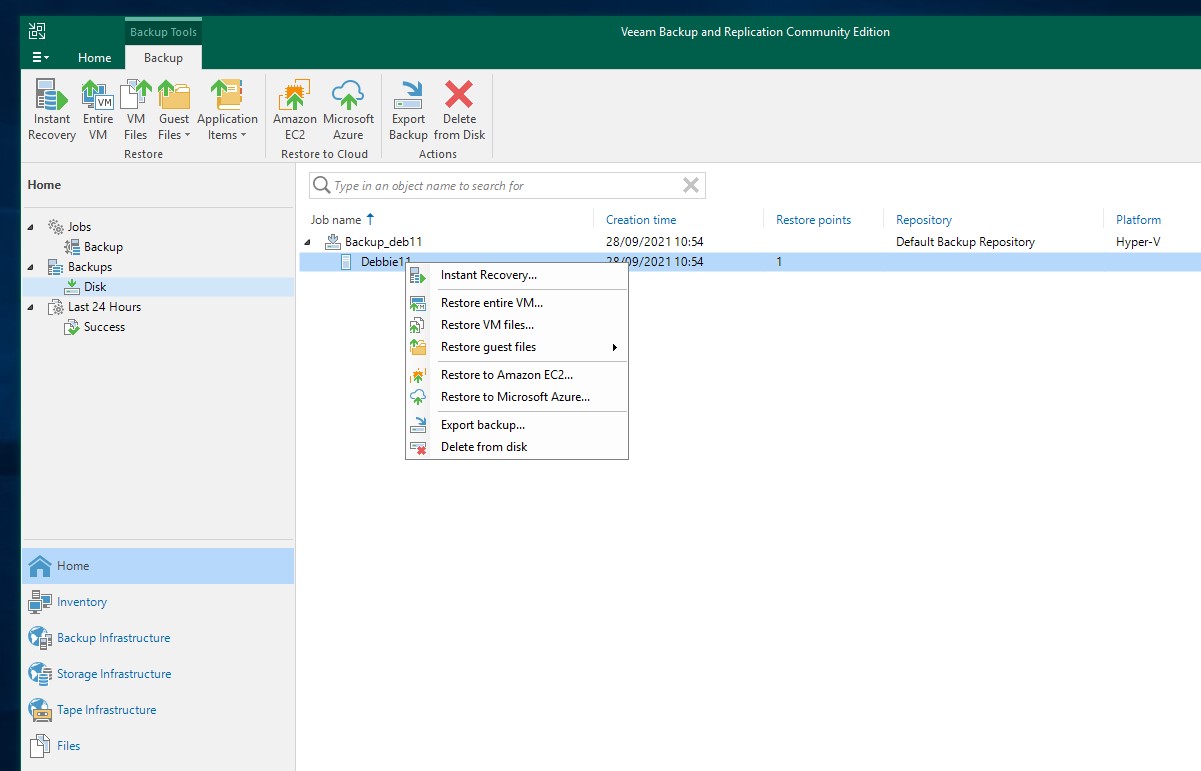 Backup Tools
Veeam Backup and Replication Community Edition
Home
Backup
Instant Recovery
Entire VM
VM Files
Guest Files
Application Items
Restore
Amazon EC2
Microsoft Azure
Restore to Cloud
Export Backup
Delete from Disk
Actions
Home
Jobs
Backup
Backups
Disk
Last 24 Hours
Success
Type in an object name to search for
Job name Creation time Restore points Repository Platform
Backup_deb11 28/09/2021 10:54 Default Backup Repository Hyper-V
Debbie11 28/09/2021 10:54 1
Instant Recovery...
Restore entire VM...
Restore VM files...
Restore guest files
Restore to Amazon EC2...
Restore to Microsoft Azure...
Export backup...
Delete from disk
Home
Inventory
Backup Infrastructure
Storage Infrastructure
Tape Infrastructure
Files